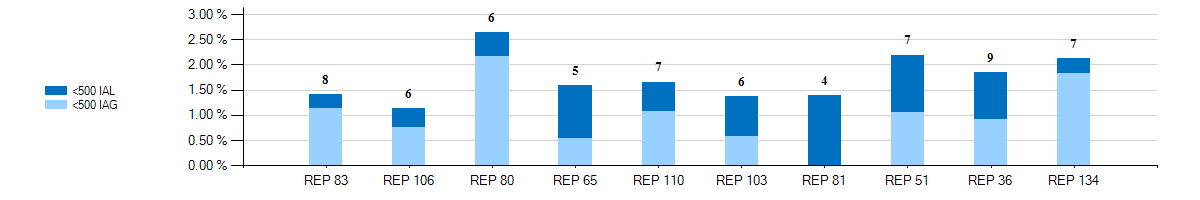 3.00 %
2.50 %
2.00 %
1.50 %
1.00 %
0.50 %
0.00 %
<500 IAL
<500 IAG
8
6
6
5
7
6
4
7
9
7
REP 83
REP 106
REP 80
REP 65
REP 110
REP 103
REP 81
REP 51
REP 36
REP 134